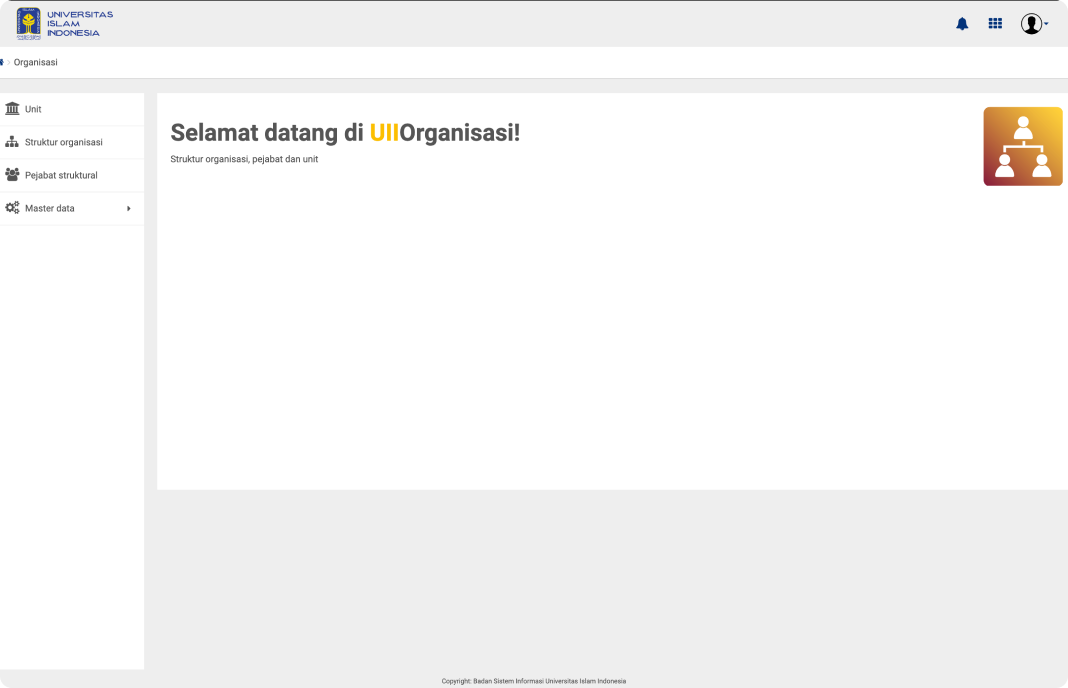 UNIVERSITAS
ISLAM
INDONESIA
Organisasi
Unit
Struktur organisasi
Pejabat struktural
Master data
Selamat datang di UIIOrganisasi!
Struktur organisasi, pejabat dan unit
Copyright: Badan Sistem Informasi Universitas Islam Indonesia